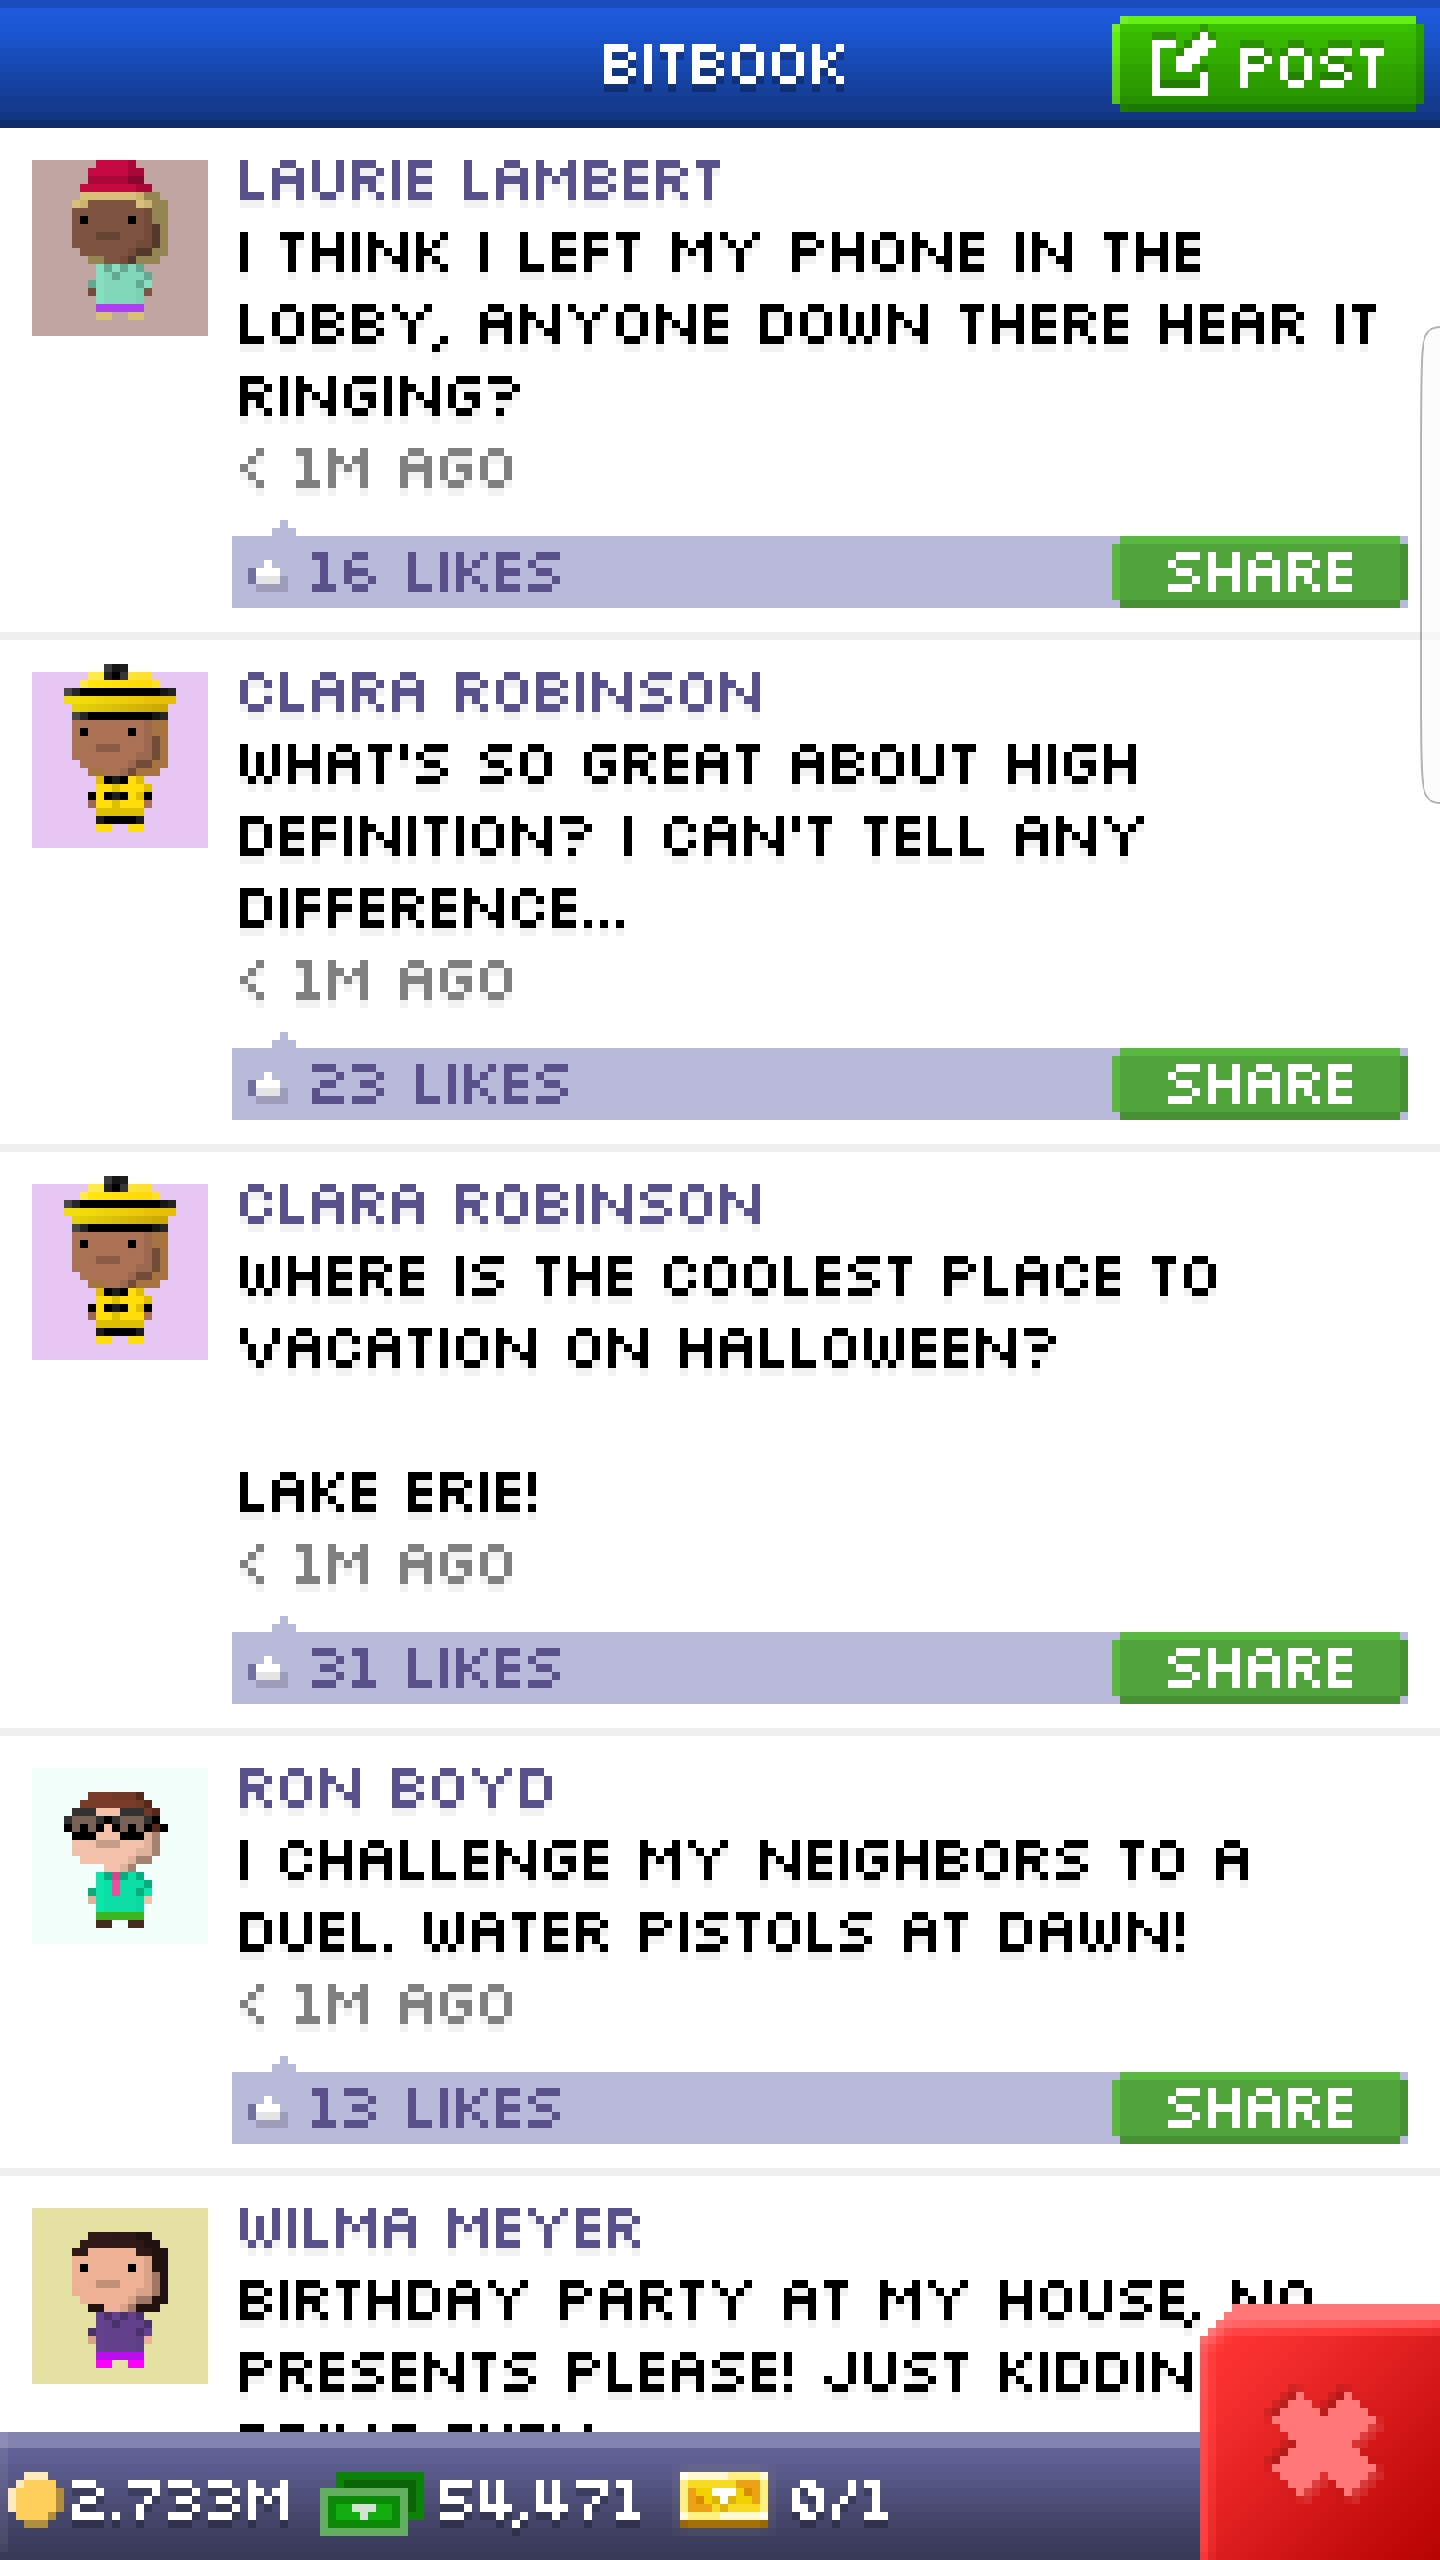 BITBOOK
POST
LAURIE LAMBERT
I THINK I LEFT MY PHONE IN THE
LOBBY, ANYONE DOWN THERE HEAR IT
RINGING?
< 1M AGO
16 LIKES
SHARE
CLARA ROBINSON
WHAT'S SO GREAT ABOUT HIGH
DEFINITION? I CAN'T TELL ANY
DIFFERENCE...
< 1M AGO
23 LIKES
SHARE
CLARA ROBINSON
WHERE IS THE COOLEST PLACE TO
VACATION ON HALLOWEEN?
LAKE ERIE!
< 1M AGO
31 LIKES
SHARE
RON BOYD
I CHALLENGE MY NEIGHBORS TO A
DUEL. WATER PISTOLS AT DAWN!
< 1M AGO
13 LIKES
SHARE
WILMA MEYER
BIRTHDAY PARTY AT MY HOUSE, NO
PRESENTS PLEASE! JUST KIDDIN
2.733M
54,471
0/1